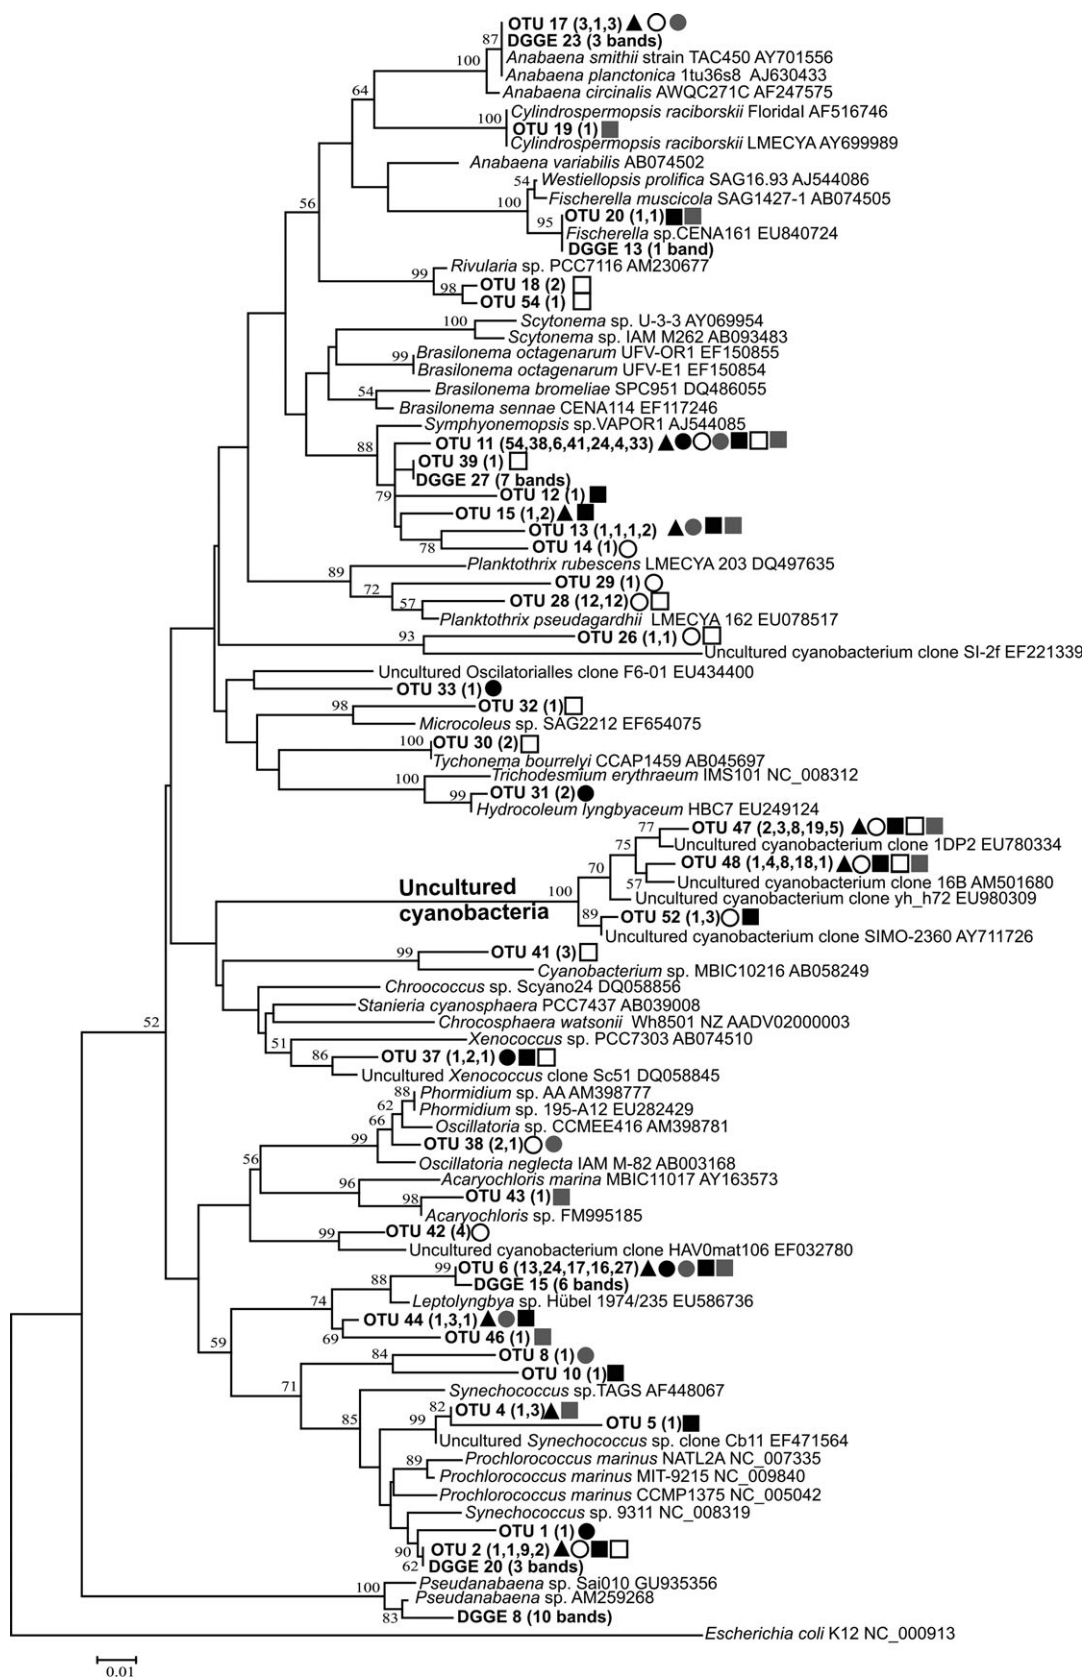 OTU 17 (3,1,3)
87
DGGE 23 (3 bands)
Anabaena smithii strain TAC450 AY701556
100
Anabaena planctonica 1tu36s8 AJ630433
Anabaena circinalis AWQC271C AF247575
64
Cylindrospermopsis raciborskii Floridal AF516746
100
OTU 19 (1)
Cylindrospermopsis raciborskii LMECYA AY699989
Anabaena variabilis AB074502
54
Westiellopsis prolifica SAG16.93 AJ544086
Fischerella muscicola SAG1427-1 AB074505
56
100
OTU 20 (1,1)
95
Fischerella sp.CENA161 EU840724
DGGE 13 (1 band)
Rivularia sp. PCC7116 AM230677
99
OTU 18 (2)
98
OTU 54 (1)
100
Scytonema sp. U-3-3 AY069954
Scytonema sp. IAM M262 AB093483
Brasilonema octagenarum UFV-OR1 EF150855
99
Brasilonema octagenarum UFV-E1 EF150854
54
Brasilonema bromeliae SPC951 DQ486055
Brasilonema sennae CENA114 EF117246
Symphyonemopsis sp.VAPOR1 AJ544085
88
OTU 11 (54,38,6,41,24,4,33)
OTU 39 (1)
DGGE 27 (7 bands)
79
OTU 12 (1)
OTU 15 (1,2)
OTU 13 (1,1,1,2)
78
OTU 14 (1)
89
Planktothrix rubescens LMECYA 203 DQ497635
72
OTU 29 (1)
57
OTU 28 (12,12)
Planktothrix pseudagardhii LMECYA 162 EU078517
93
OTU 26 (1,1)
Uncultured cyanobacterium clone SI-2f EF221339
Uncultured Oscilatorialles clone F6-01 EU434400
OTU 33 (1)
98
OTU 32 (1)
Microcoleus sp. SAG2212 EF654075
100
OTU 30 (2)
Tychonema bourrelyi CCAP1459 AB045697
100
Trichodesmium erythraeum IMS101 NC_008312
99
OTU 31 (2)
Hydrocoleum lyngbyaceum HBC7 EU249124
77
OTU 47 (2,3,8,19,5)
75
Uncultured cyanobacterium clone 1DP2 EU780334
70
OTU 48 (1,4,8,18,1)
57
Uncultured cyanobacterium clone 16B AM501680
Uncultured
cyanobacteria
100
Uncultured cyanobacterium clone yh_h72 EU980309
89
OTU 52 (1,3)
Uncultured cyanobacterium clone SIMO-2360 AY711726
99
OTU 41 (3)
Cyanobacterium sp. MBIC10216 AB058249
Chroococcus sp. Scyano24 DQ058856
Stanieria cyanosphaera PCC7437 AB039008
52
Chrocosphaera watsonii Wh8501 NZ AADV02000003
51
Xenococcus sp. PCC7303 AB074510
86
OTU 37 (1,2,1)
Uncultured Xenococcus clone Sc51 DQ058845
88
Phormidium sp. AA AM398777
62
Phormidium sp. 195-A12 EU282429
66
Oscillatoria sp. CCMEE416 AM398781
99
OTU 38 (2,1)
56
Oscillatoria neglecta IAM M-82 AB003168
96
Acaryochloris marina MBIC11017 AY163573
98
OTU 43 (1)
Acaryochloris sp. FM995185
99
OTU 42 (4)
Uncultured cyanobacterium clone HAV0mat106 EF032780
99
OTU 6 (13,24,17,16,27)
88
DGGE 15 (6 bands)
74
Leptolyngbya sp. Hübel 1974/235 EU586736
OTU 44 (1,3,1)
69
OTU 46 (1)
59
84
OTU 8 (1)
OTU 10 (1)
71
Synechococcus sp.TAGS AF448067
82
OTU 4 (1,3)
85
99
OTU 5 (1)
Uncultured Synechococcus sp. clone Cb11 EF471564
89
Prochlorococcus marinus NATL2A NC_007335
Prochlorococcus marinus MIT-9215 NC_009840
Prochlorococcus marinus CCMP1375 NC_005042
Synechococcus sp. 9311 NC_008319
OTU 1 (1)
90
OTU 2 (1,1,9,2)
62
DGGE 20 (3 bands)
100
Pseudanabaena sp. Sai010 GU935356
Pseudanabaena sp. AM259268
83
DGGE 8 (10 bands)
Escherichia coli K12 NC_000913
0.01